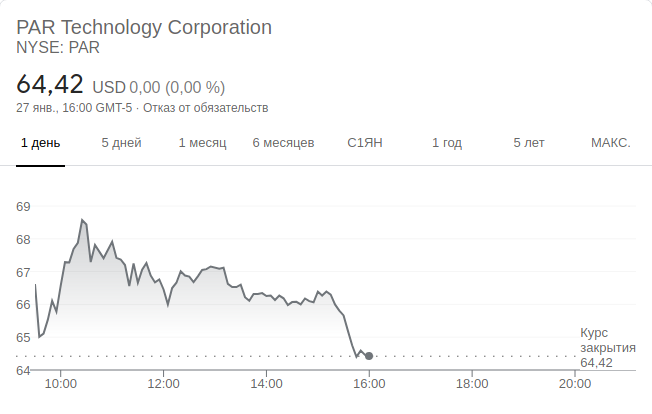 PAR Technology Corporation
NYSE: PAR
64,42 USD 0,00 (0,00 %)
27 янв., 16:00 GMT-5 · Отказ от обязательств
1 день 5 дней 1 месяц 6 месяцев С1ЯН 1 год 5 лет МАКС.
69
68
67
66
65
Курс
закрытия
64,42
64
10:00 12:00 14:00 16:00 18:00 20:00